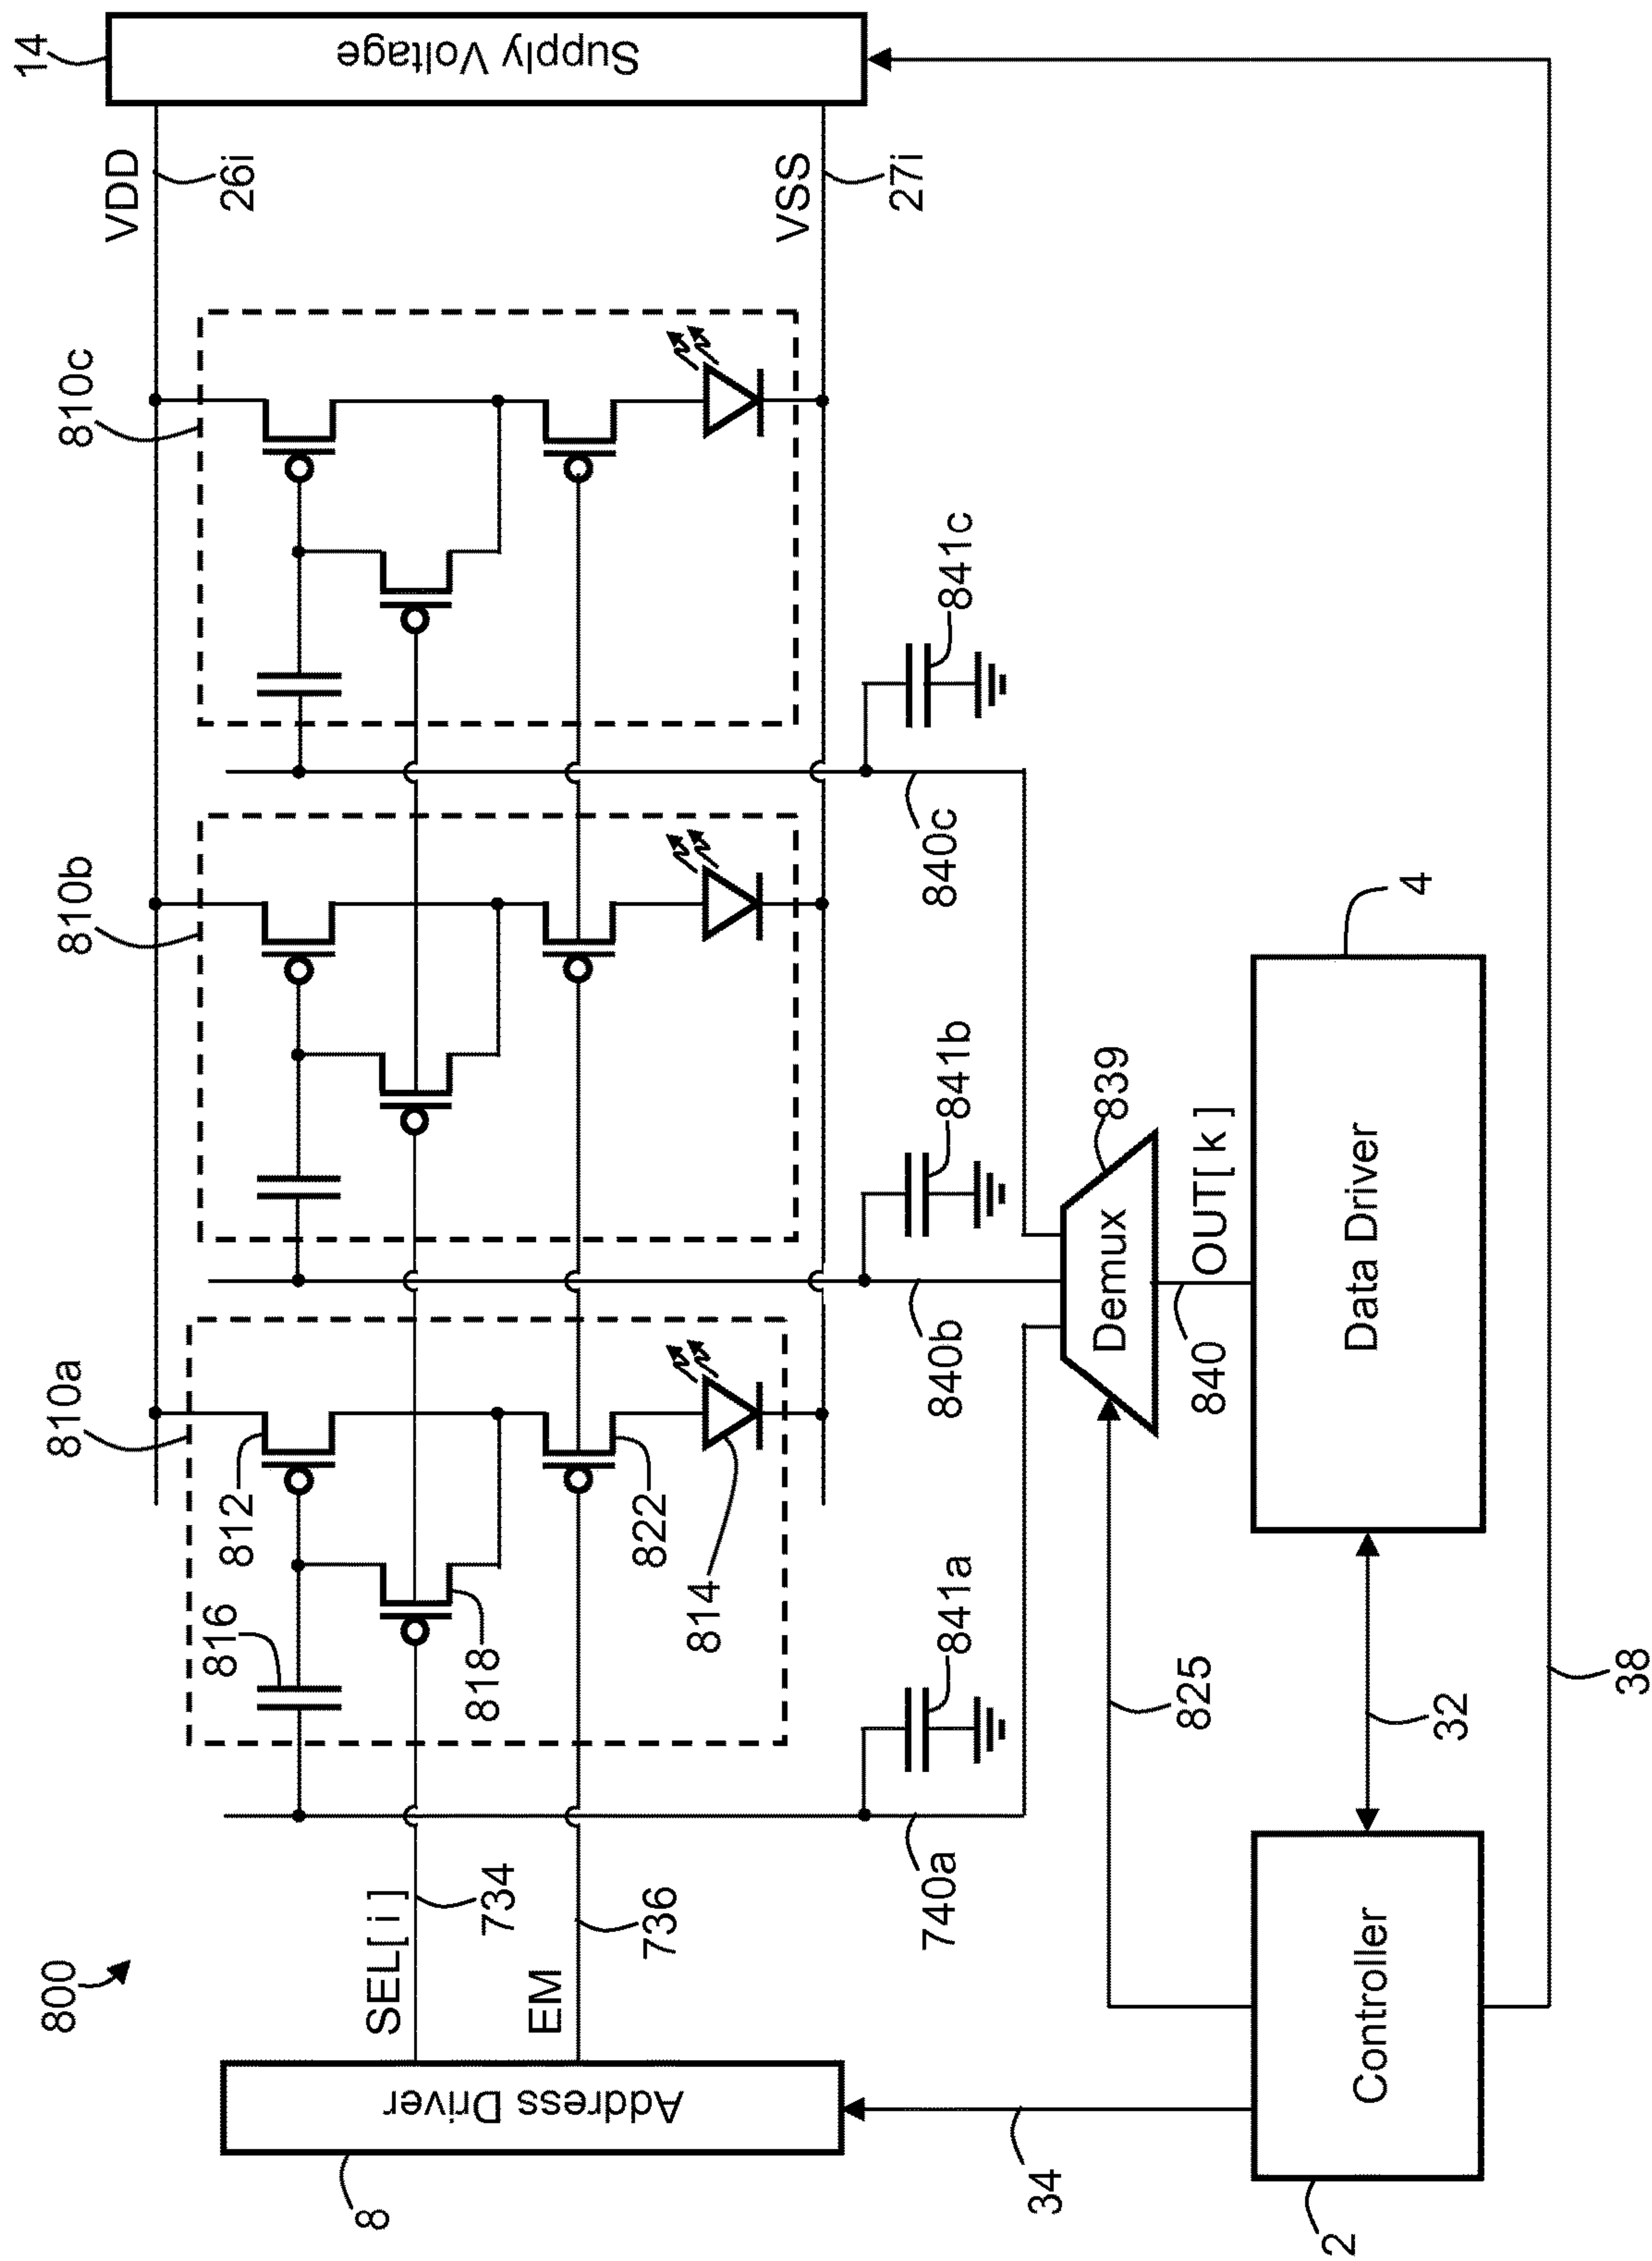 800
14
VDD
26i
VSS
27i
Supply Voltage
810a
810b
810c
812
816
818
822
814
SEL[ i ]
734
EM
736
Address Driver
8
740a
841a
840b
841b
840c
841c
Demux
839
825
840
OUT[ k ]
Data Driver
4
Controller
2
34
32
38